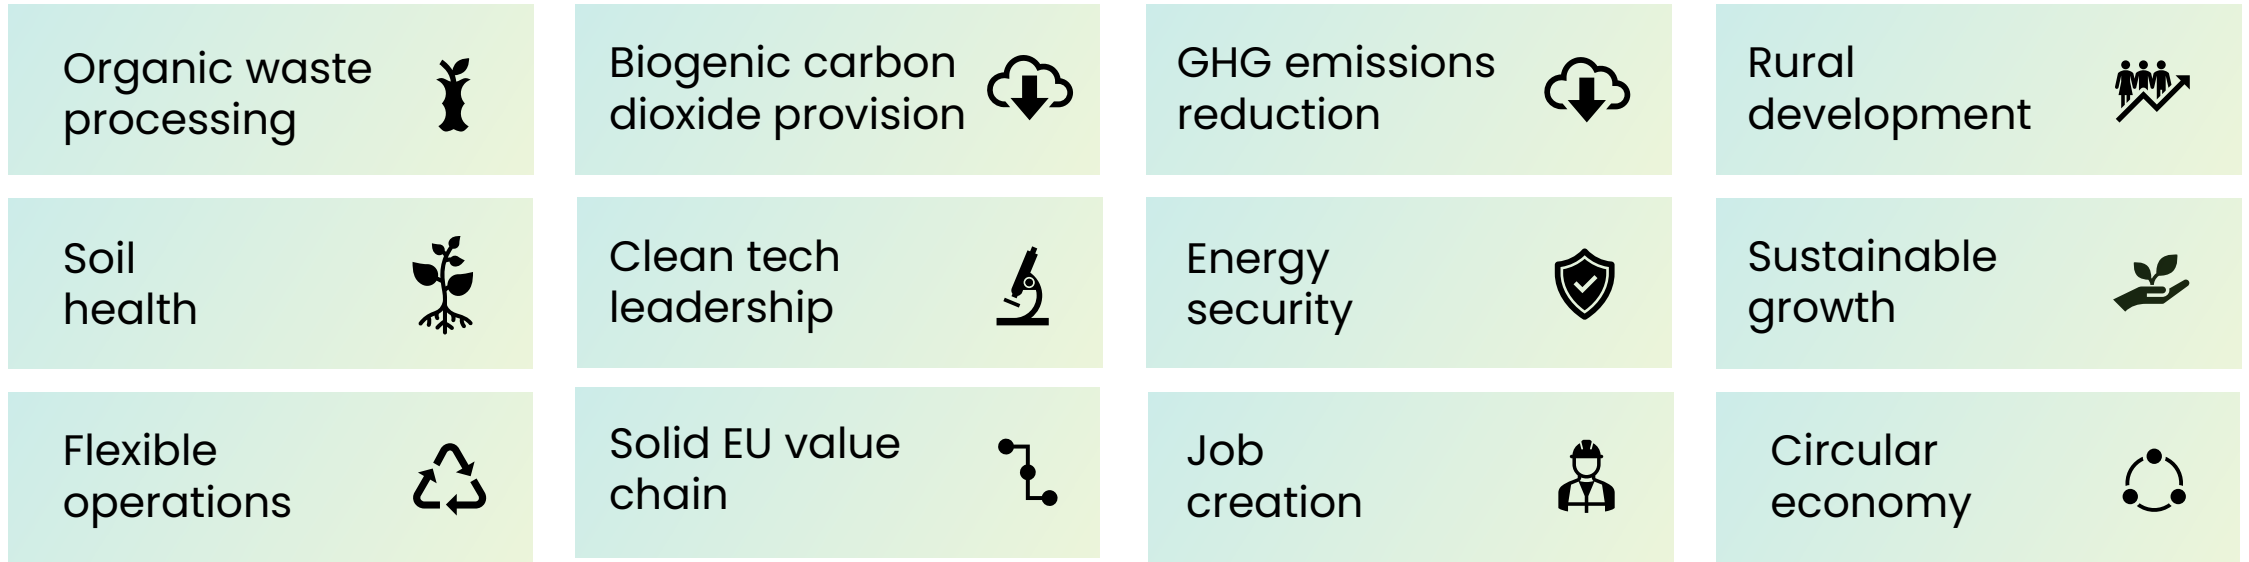 Organic waste
processing
Biogenic carbon
dioxide provision
GHG emissions
reduction
Rural
development
Soil
health
Clean tech
leadership
Energy
security
Sustainable
growth
Flexible
operations
Solid EU value
chain
Job
creation
Circular
economy